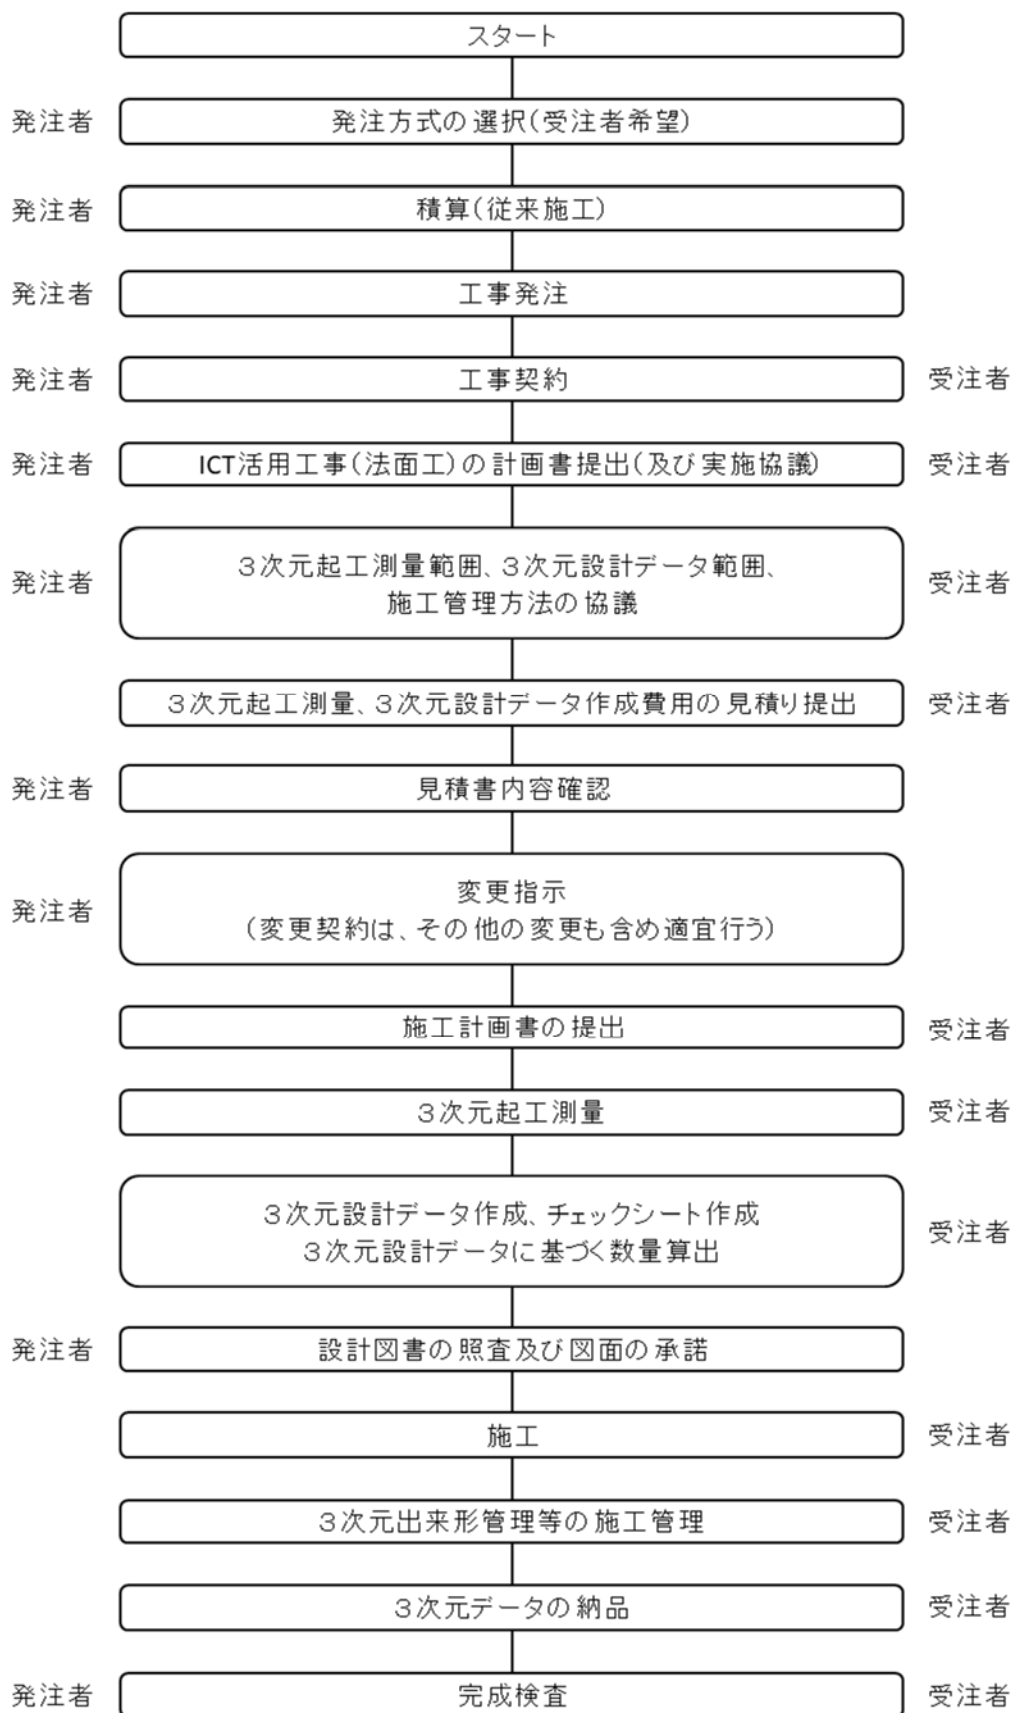 スタート
発注者 発注方式の選択(受注者希望)
発注者 積算(従来施工)
発注者 工事発注
発注者 工事契約 受注者
発注者 ICT活用工事(法面工)の計画書提出(及び実施協議) 受注者
3次元起工測量範囲、3次元設計データ範囲、
発注者 施工管理方法の協議 受注者
3次元起工測量、3次元設計データ作成費用の見積り提出 受注者
発注者 見積書内容確認
変更指示
発注者 (変更契約は、その他の変更も含め適宜行う)
施工計画書の提出 受注者
3次元起工測量 受注者
3次元設計データ作成、チェックシート作成
3次元設計データに基づく数量算出 受注者
発注者 設計図書の照査及び図面の承諾
施工 受注者
3次元出来形管理等の施工管理 受注者
3次元データの納品 受注者
発注者 完成検査 受注者